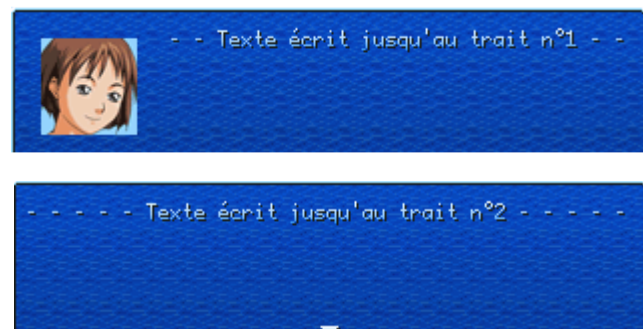 - - Texte écrit jusqu'au trait n°1 - -
- - - - - Texte écrit jusqu'au trait n°2 - - - - -